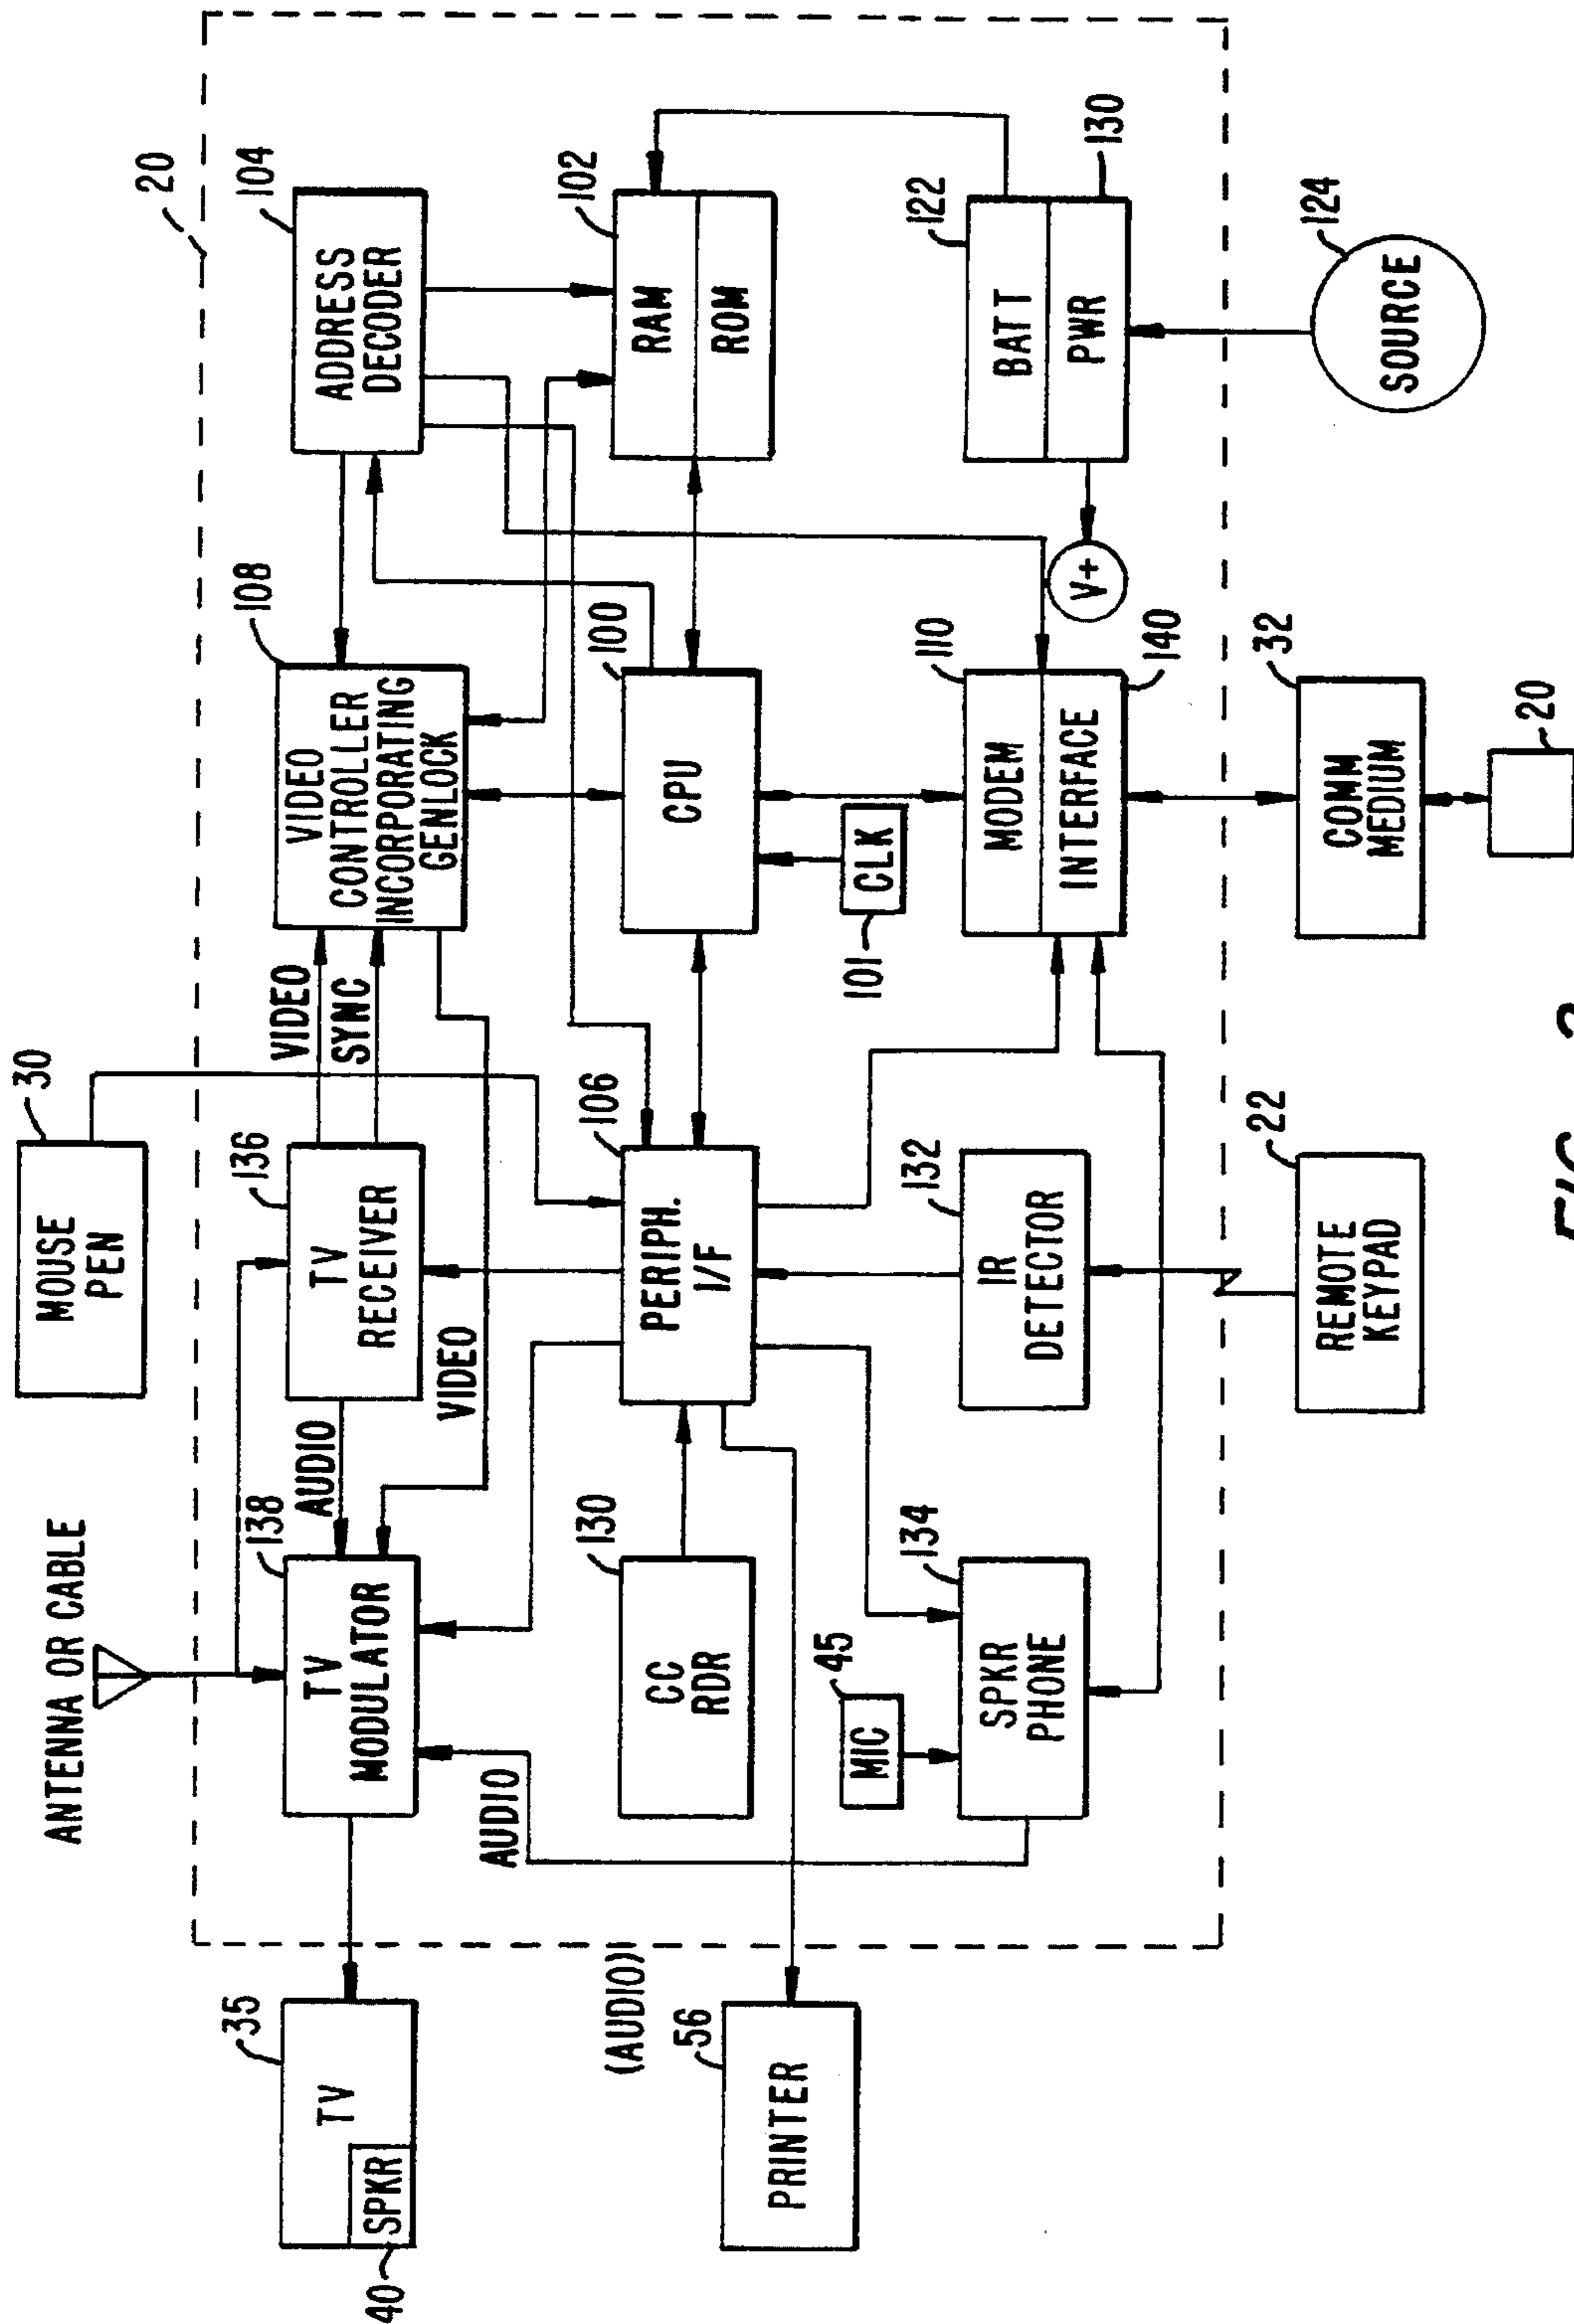 ANTENNA OR CABLE
MOUSE
PEN
30
20
35
TV
SPKR
40
138
TV
MODULATOR
AUDIO
136
TV
RECEIVER
VIDEO
SYNC
VIDEO
108
VIDEO
CONTROLLER
INCORPORATING
GENLOCK
104
ADDRESS
DECODER
AUDIO
(AUDIO)
56
PRINTER
130
CC
RDR
106
PERIPH.
I/F
100
CPU
102
RAM
ROM
45
MIC
101
CLK
134
SPKR
PHONE
132
IR
DETECTOR
110
MODEM
INTERFACE
140
V+
122
BATT
PWR
130
22
REMOTE
KEYPAD
32
COMM
MEDIUM
124
SOURCE
20